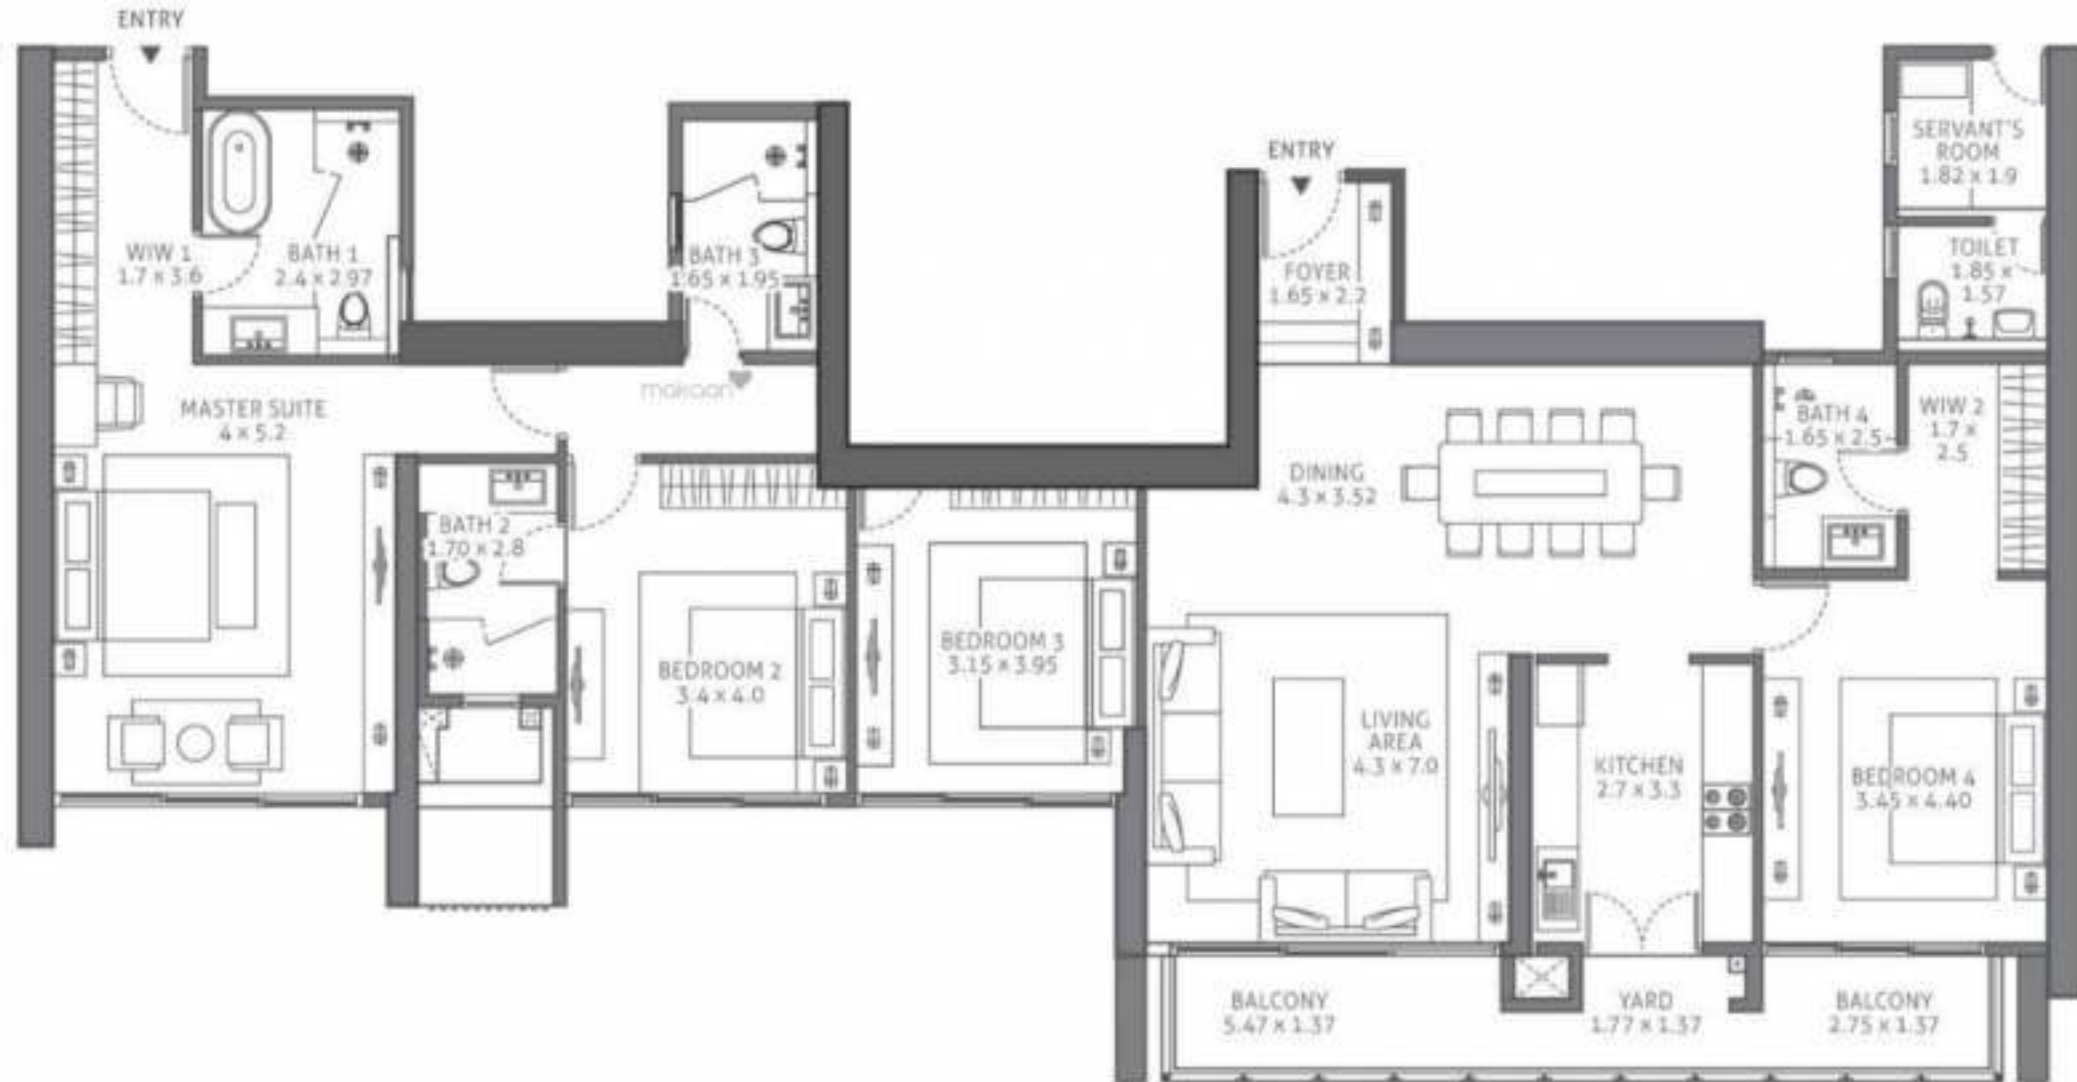 ENTRY
WIW 1
1.7 x 3.6
BATH 1
2.4 x 2.97
MASTER SUITE
4 x 5.2
BATH 2
1.70 x 2.8
BATH 3
1.65 x 1.95
makaan
BEDROOM 2
3.4 x 4.0
BEDROOM 3
3.15 x 3.95
ENTRY
FOYER
1.65 x 2.2
DINING
4.3 x 3.52
LIVING
AREA
4.3 x 7.0
KITCHEN
2.7 x 3.3
SERVANT'S
ROOM
1.82 x 1.9
TOILET
1.85 x
1.57
BATH 4
1.65 x 2.5
WIW 2
1.7 x
2.5
BEDROOM 4
3.45 x 4.40
BALCONY
5.47 x 1.37
YARD
1.77 x 1.37
BALCONY
2.75 x 1.37